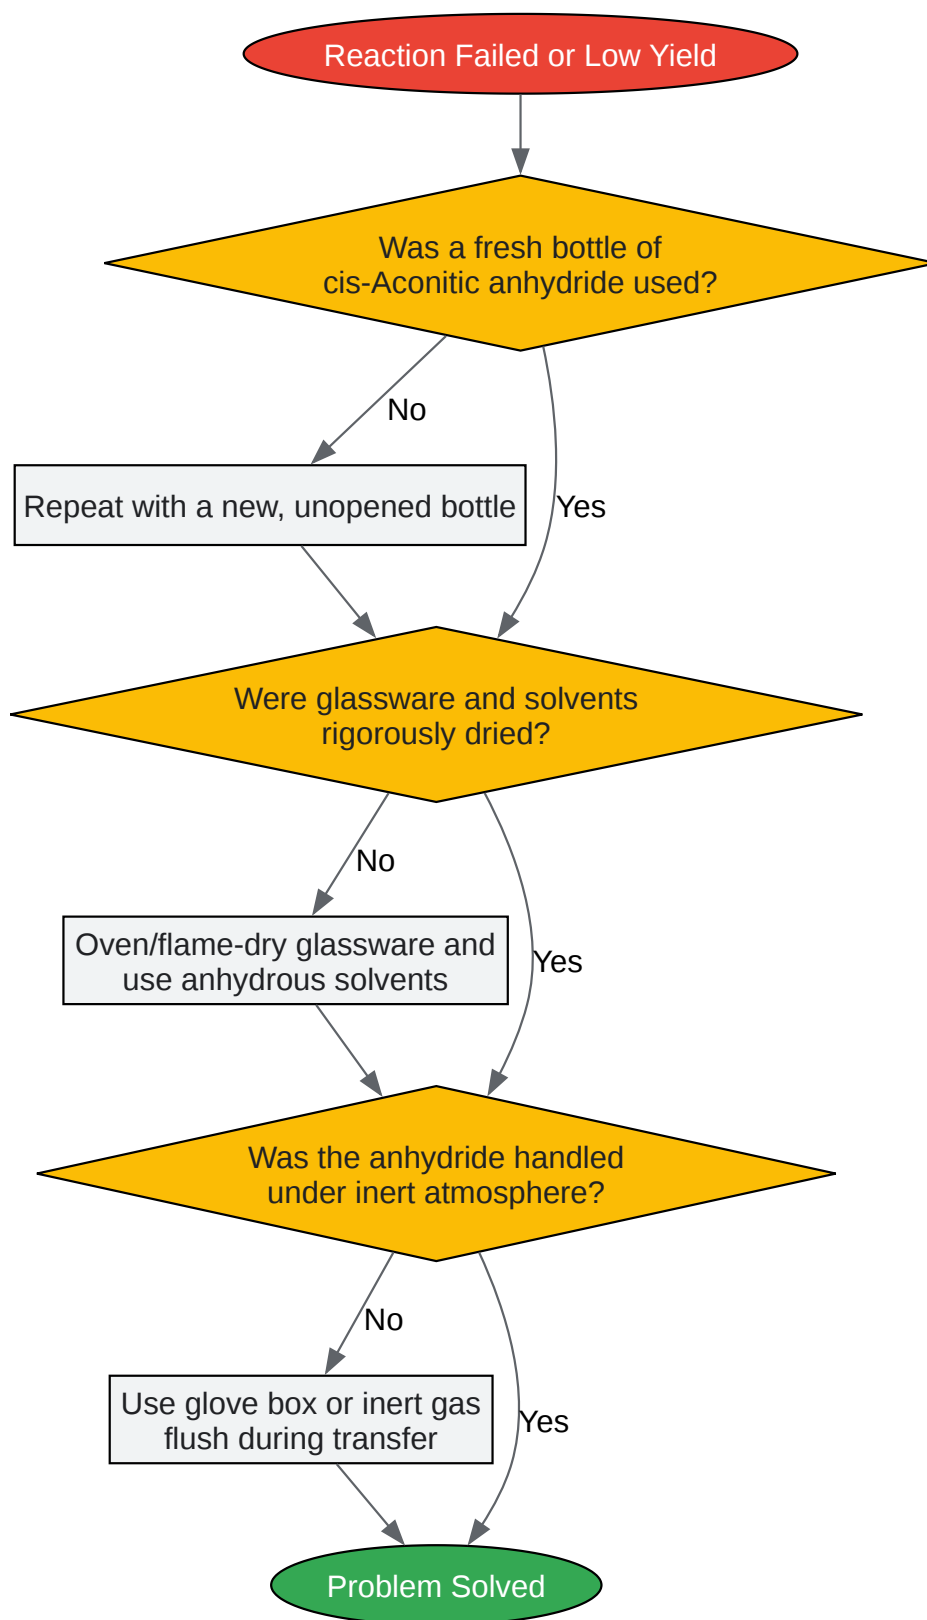 Reaction Failed or Low Yield
Was a fresh bottle of
cis-Aconitic anhydride used?
No
Repeat with a new, unopened bottle
Yes
Were glassware and solvents
rigorously dried?
No
Oven/flame-dry glassware and
use anhydrous solvents
Yes
Was the anhydride handled
under inert atmosphere?
No
Use glove box or inert gas
flush during transfer
Yes
Problem Solved